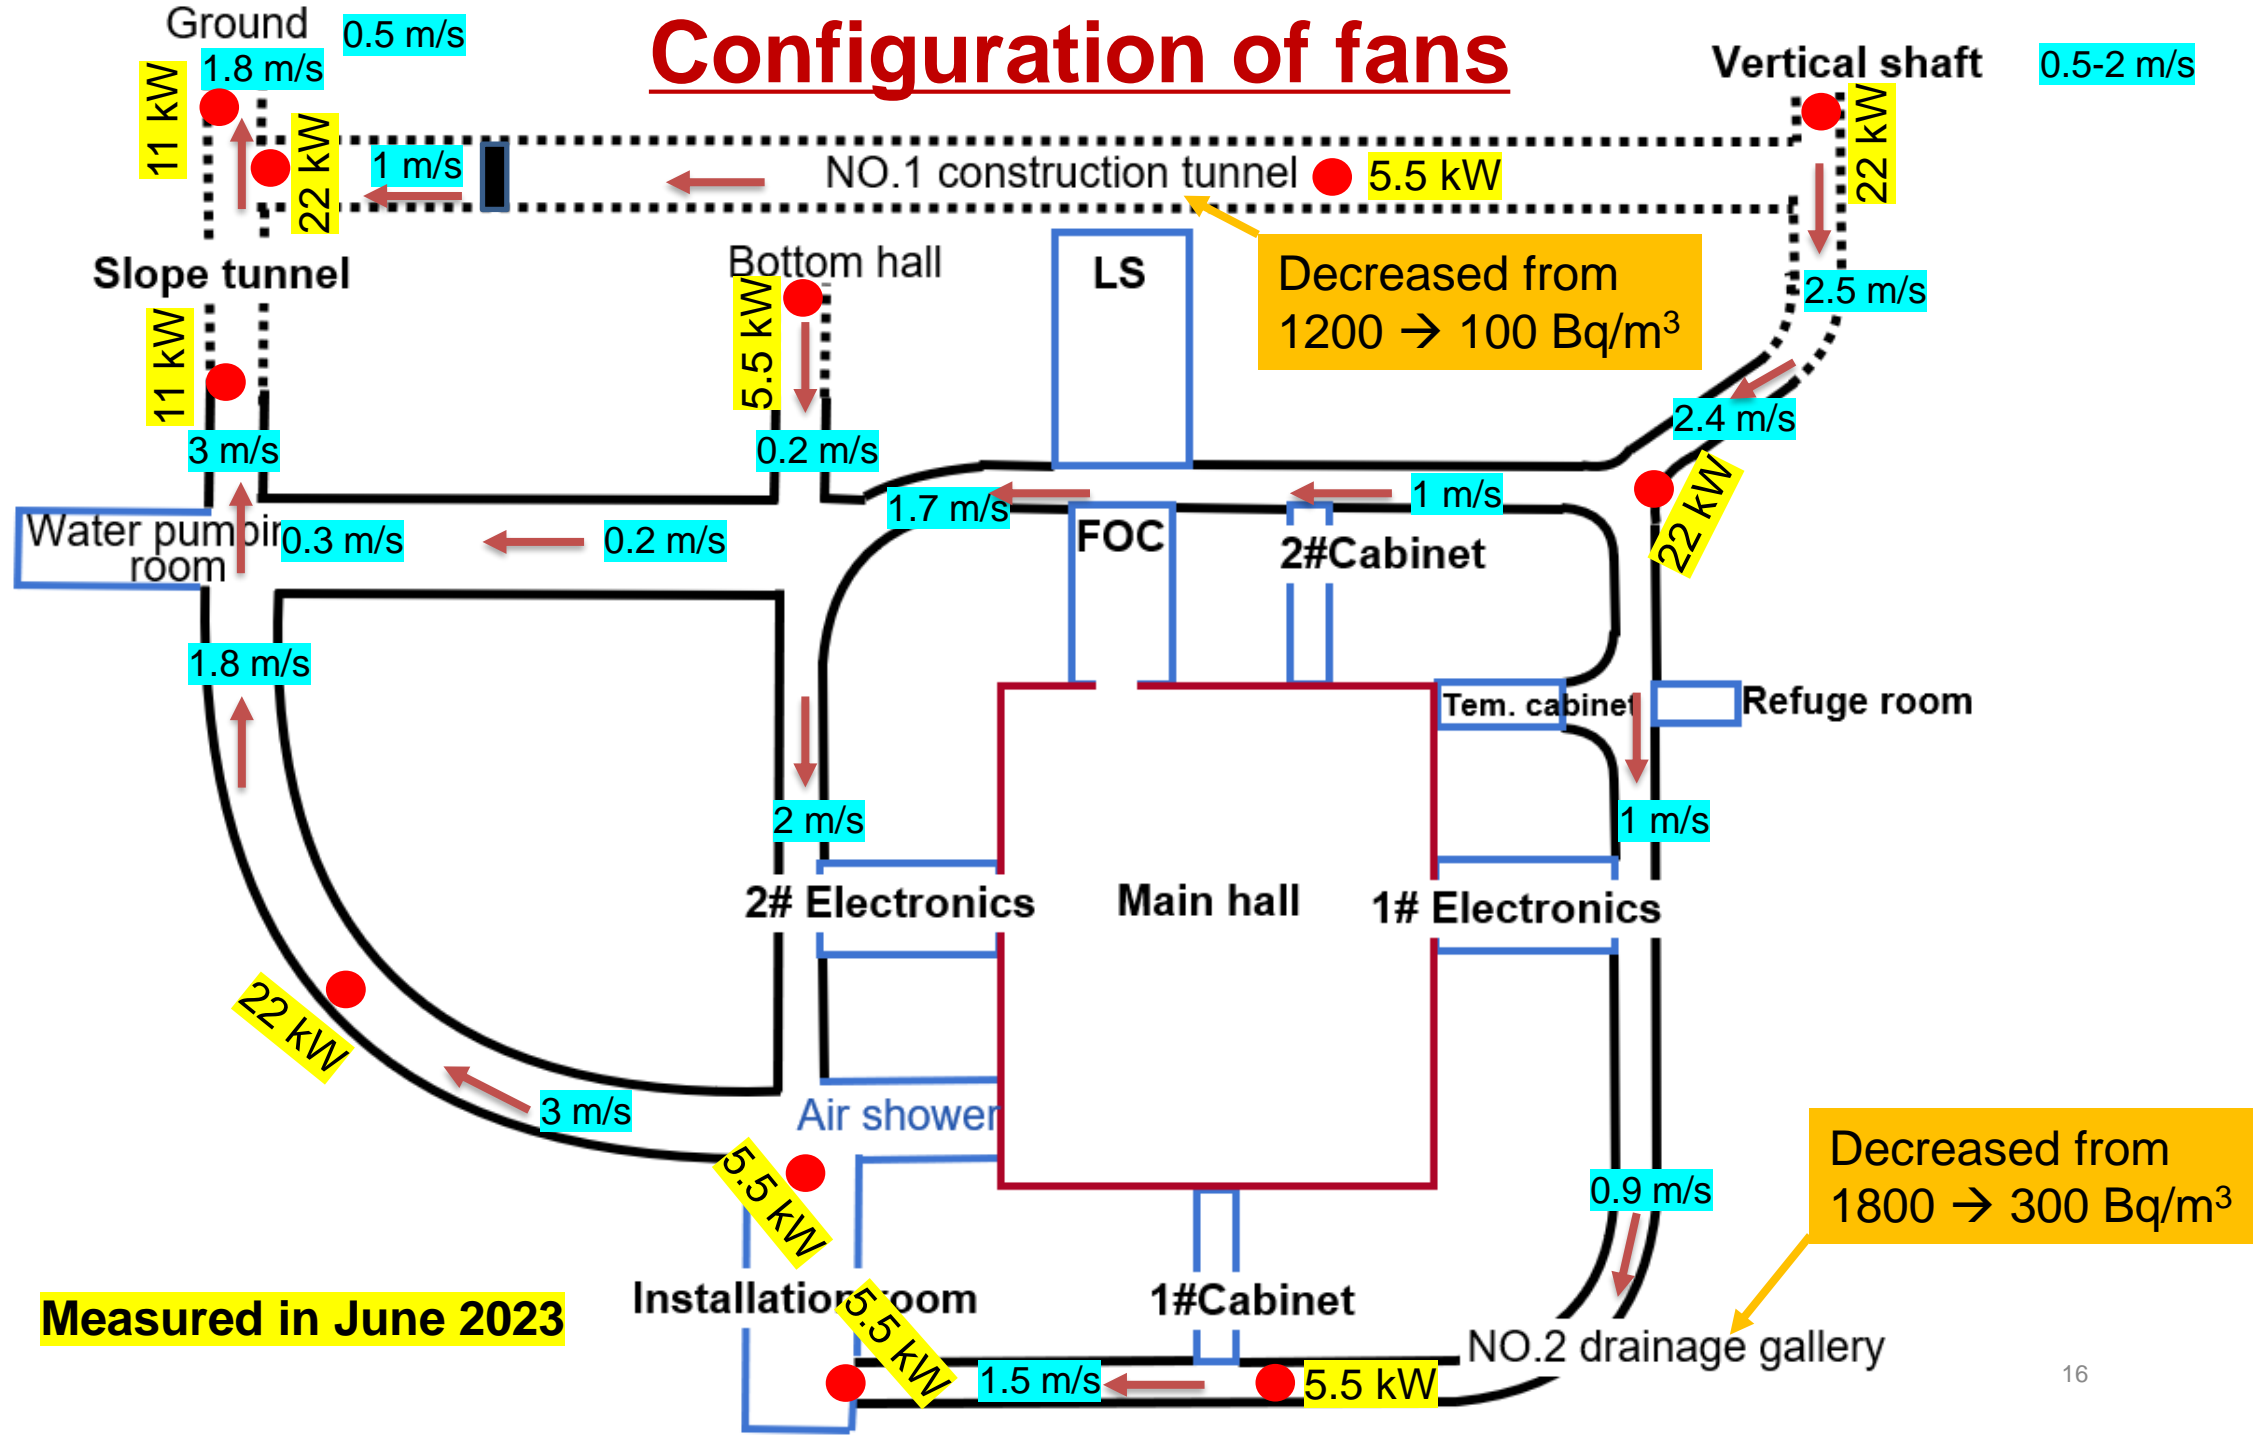 Configuration of fans
Ground
0.5 m/s
1.8 m/s
11 kW
22 kW
1 m/s
NO.1 construction tunnel
5.5 kW
Vertical shaft
0.5-2 m/s
22 kW
Slope tunnel
Bottom hall
5.5 kW
LS
Decreased from
1200 → 100 Bq/m³
2.5 m/s
11 kW
3 m/s
0.2 m/s
2.4 m/s
1.7 m/s
1 m/s
22 kW
Water pumpin
room
0.3 m/s
0.2 m/s
FOC
2#Cabinet
1.8 m/s
Tem. cabinet
Refuge room
2 m/s
1 m/s
2# Electronics
Main hall
1# Electronics
22 kW
3 m/s
Air shower
5.5 kW
0.9 m/s
Decreased from
1800 → 300 Bq/m³
Installation room
5.5 kW
1#Cabinet
Measured in June 2023
NO.2 drainage gallery
1.5 m/s
5.5 kW
16